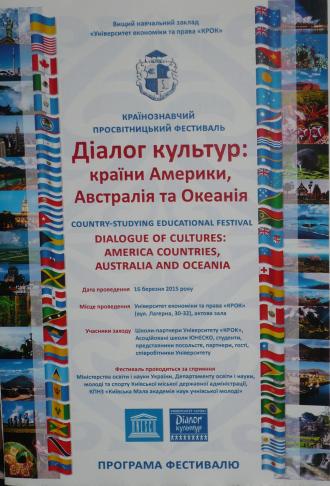 Вищий навчальний заклад
«Університет економіки та права «КРОК»
КРАЇНОЗНАВЧИЙ
ПРОСВІТНИЦЬКИЙ ФЕСТИВАЛЬ
Діалог культур:
країни Америки,
Австралія та Океанія
COUNTRY-STUDYING EDUCATIONAL FESTIVAL
DIALOGUE OF CULTURES:
AMERICA COUNTRIES,
AUSTRALIA AND OCEANIA
Дата проведення 16 березня 2015 року
Місце проведення Університет економіки та права «КРОК»
(вул. Лагерна, 30-32), актова зала
Учасники заходу Школи-партнери Університету «КРОК»,
Асоційовані школи ЮНЕСКО, студенти,
представники посольств, партнери, гості,
співробітники Університету
Фестиваль проводиться за сприяння
Міністерства освіти і науки України, Департаменту освіти і науки,
молоді та спорту Київської міської державної адміністрації,
КПНЗ «Київська Мала академія наук учнівської молоді»
Діалог
культур
ПРОГРАМА ФЕСТИВАЛЮ